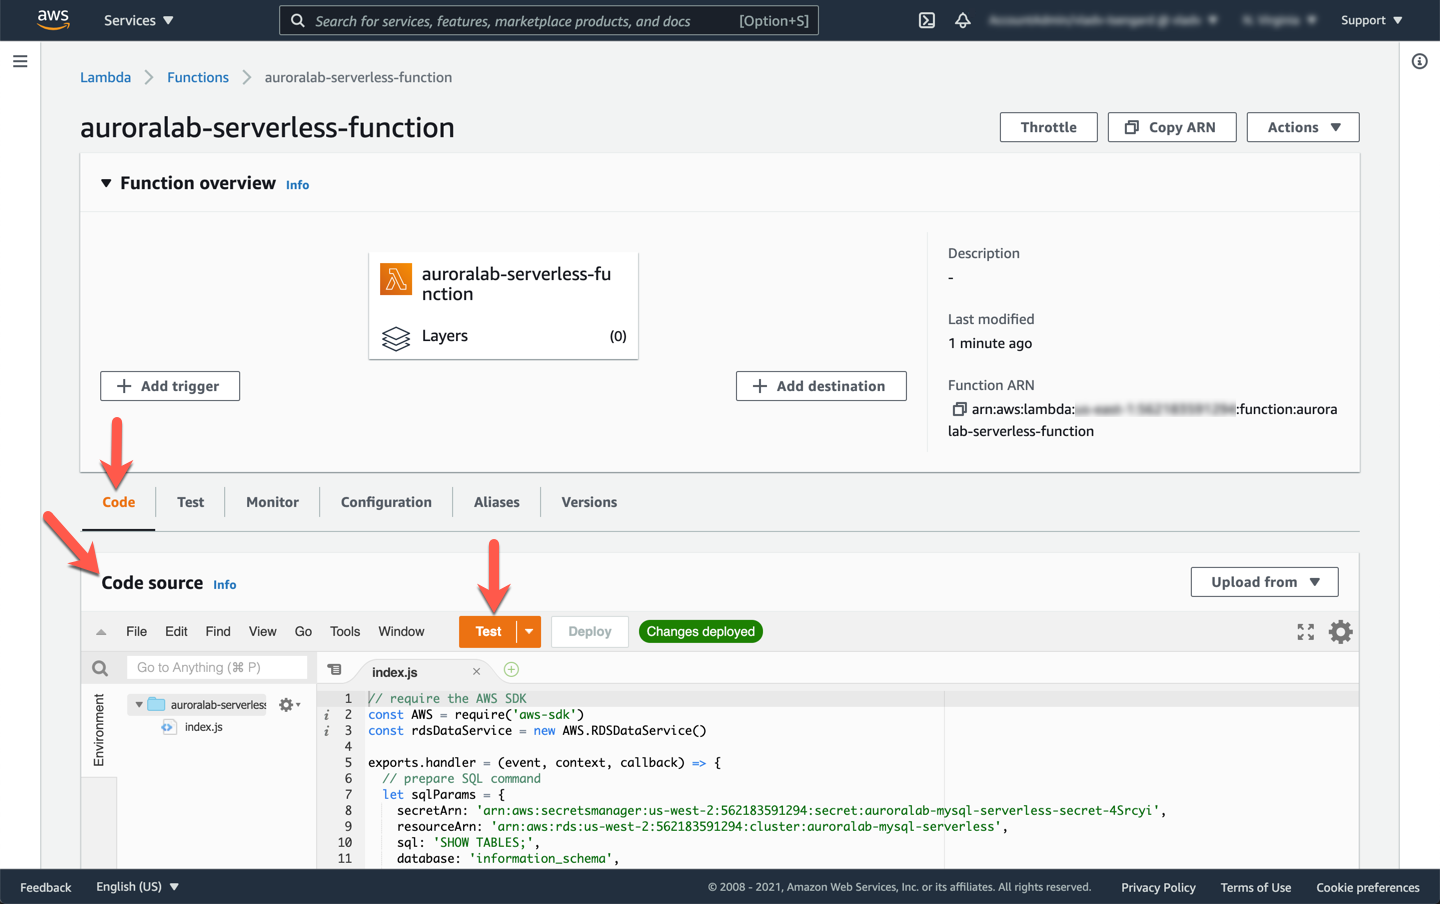 aws Services ▼ Search for services, features, marketplace products, and docs [Option+S] Support ▼
Lambda > Functions > auroralab-serverless-function
auroralab-serverless-function
Throttle Copy ARN Actions ▼
▼ Function overview Info
auroralab-serverless-fu
nction
Layers (0)
+ Add trigger
+ Add destination
Description
-
Last modified
1 minute ago
Function ARN
arn:aws:lambda: :function:aurora
lab-serverless-function
Code Test Monitor Configuration Aliases Versions
Code source Info Upload from ▼
File Edit Find View Go Tools Window Test Deploy Changes deployed
Go to Anything (⌘ P) index.js
Environment
auroralab-serverless
index.js
1 // require the AWS SDK
2 const AWS = require('aws-sdk')
3 const rdsDataService = new AWS.RDSDataService()
4
5 exports.handler = (event, context, callback) => {
6 // prepare SQL command
7 let sqlParams = {
8 secretArn: 'arn:aws:secretsmanager:us-west-2:562183591294:secret:auroralab-mysql-serverless-secret-4Srcyi',
9 resourceArn: 'arn:aws:rds:us-west-2:562183591294:cluster:auroralab-mysql-serverless',
10 sql: 'SHOW TABLES;',
11 database: 'information_schema',
Feedback English (US) ▼ © 2008 - 2021, Amazon Web Services, Inc. or its affiliates. All rights reserved. Privacy Policy Terms of Use Cookie preferences